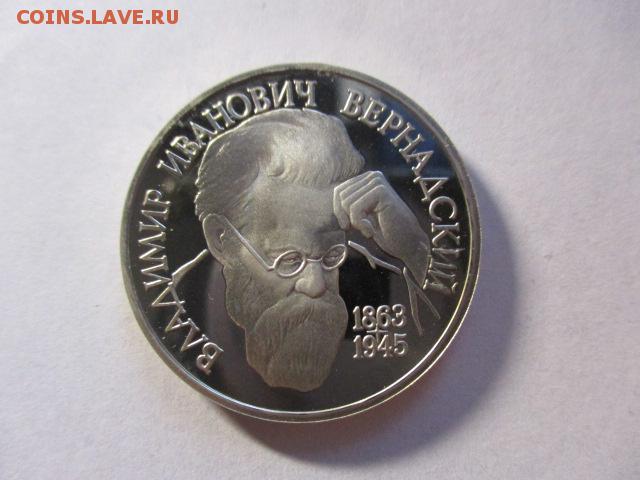 COINS.LAVE.RU
ВЛАДИМИР ИВАНОВИЧ ВЕРНАДСКИЙ
1863
1945